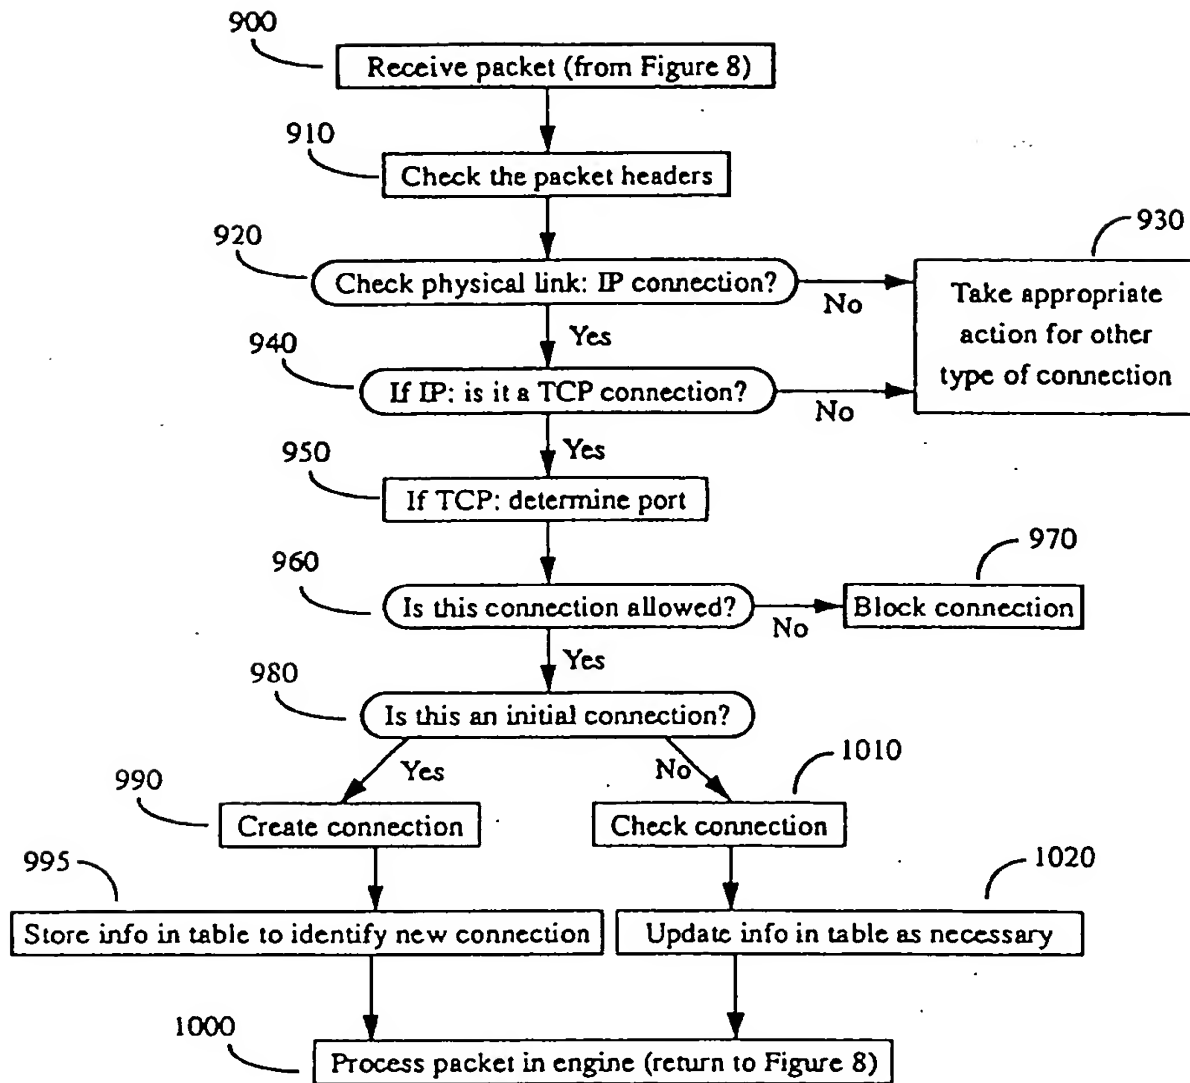 900
Receive packet (from Figure 8)
910
Check the packet headers
920
Check physical link: IP connection?
No
930
Take appropriate
action for other
type of connection
Yes
940
If IP: is it a TCP connection?
No
Yes
950
If TCP: determine port
960
Is this connection allowed?
No
970
Block connection
Yes
980
Is this an initial connection?
Yes
No
990
Create connection
1010
Check connection
995
Store info in table to identify new connection
1020
Update info in table as necessary
1000
Process packet in engine (return to Figure 8)